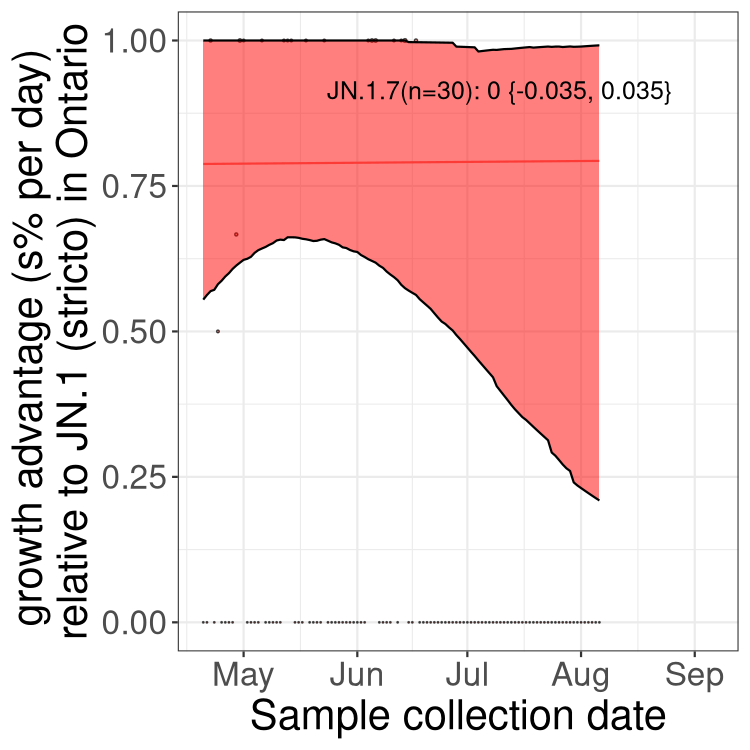 growth advantage (s% per day)
relative to JN.1 (stricto) in Ontario
1.00
0.75
0.50
0.25
0.00
JN.1.7(n=30): 0 {-0.035, 0.035}
May Jun Jul Aug Sep
Sample collection date